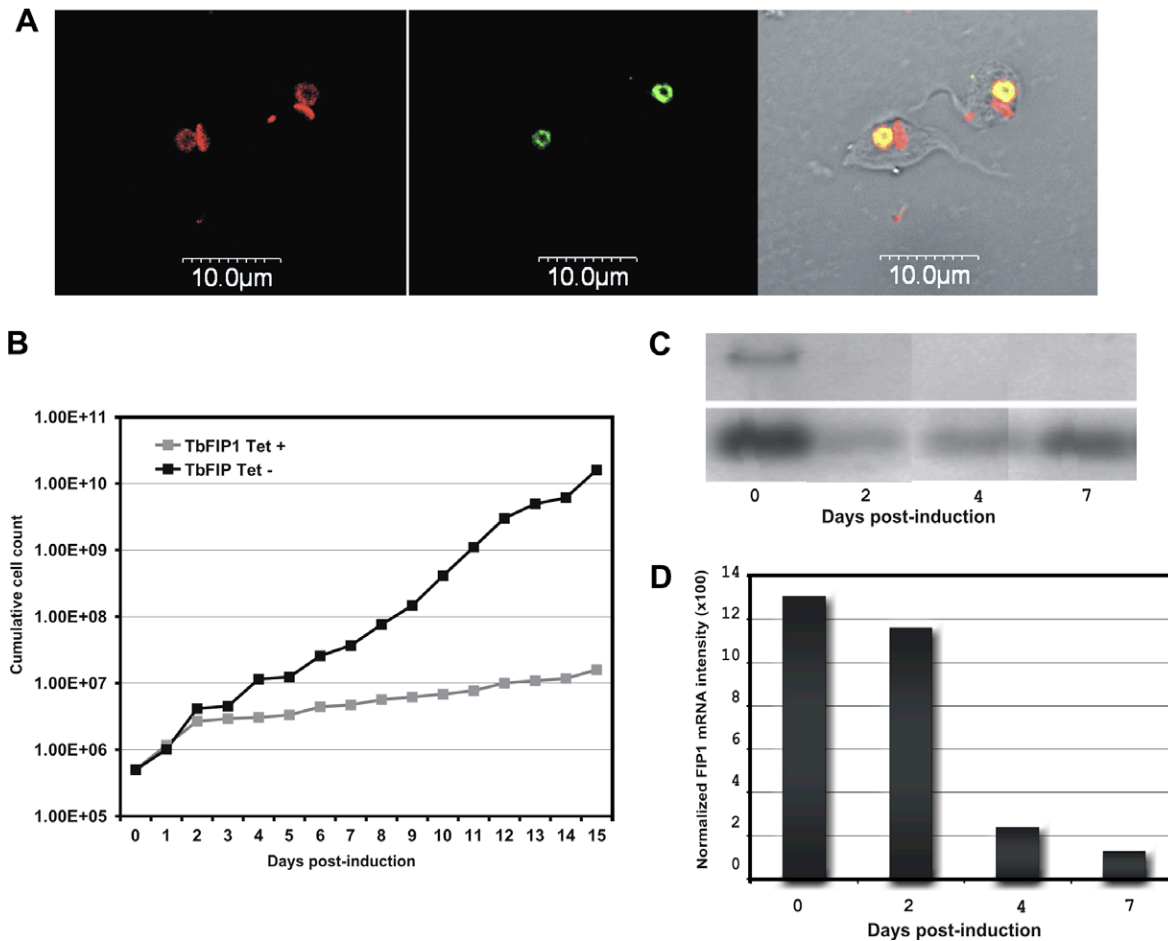 A
10.0µm
10.0µm
10.0µm
B
1.00E+11
1.00E+10
1.00E+09
1.00E+08
1.00E+07
1.00E+06
1.00E+05
Cumulative cell count
TbFIP1 Tet +
TbFIP Tet -
0 1 2 3 4 5 6 7 8 9 10 11 12 13 14 15
Days post-induction
C
0 2 4 7
Days post-induction
D
14
12
10
8
6
4
2
0
Normalized FIP1 mRNA intensity (x100)
0 2 4 7
Days post-induction